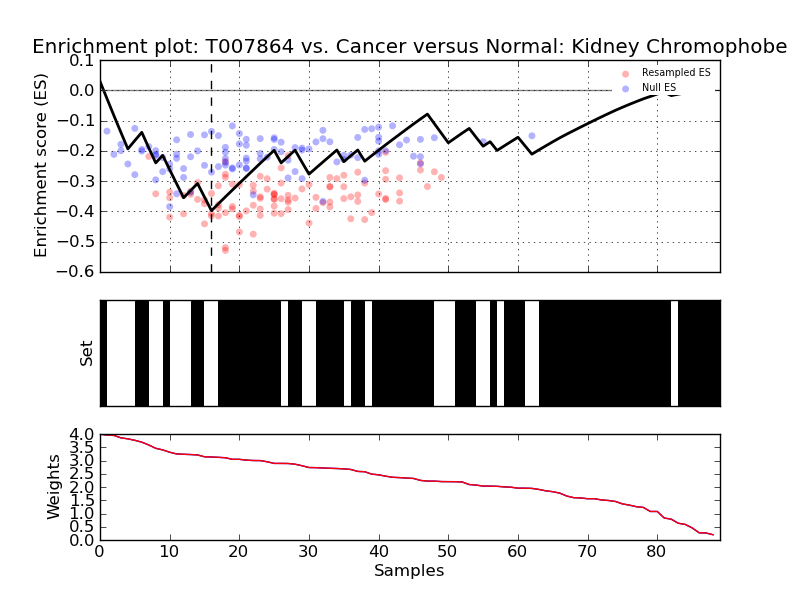 Enrichment plot: T007864 vs. Cancer versus Normal: Kidney Chromophobe
Enrichment score (ES)
0.1
0.0
−0.1
−0.2
−0.3
−0.4
−0.5
−0.6
Resampled ES
Null ES
Set
Weights
4.0
3.5
3.0
2.5
2.0
1.5
1.0
0.5
0.0
0 10 20 30 40 50 60 70 80
Samples